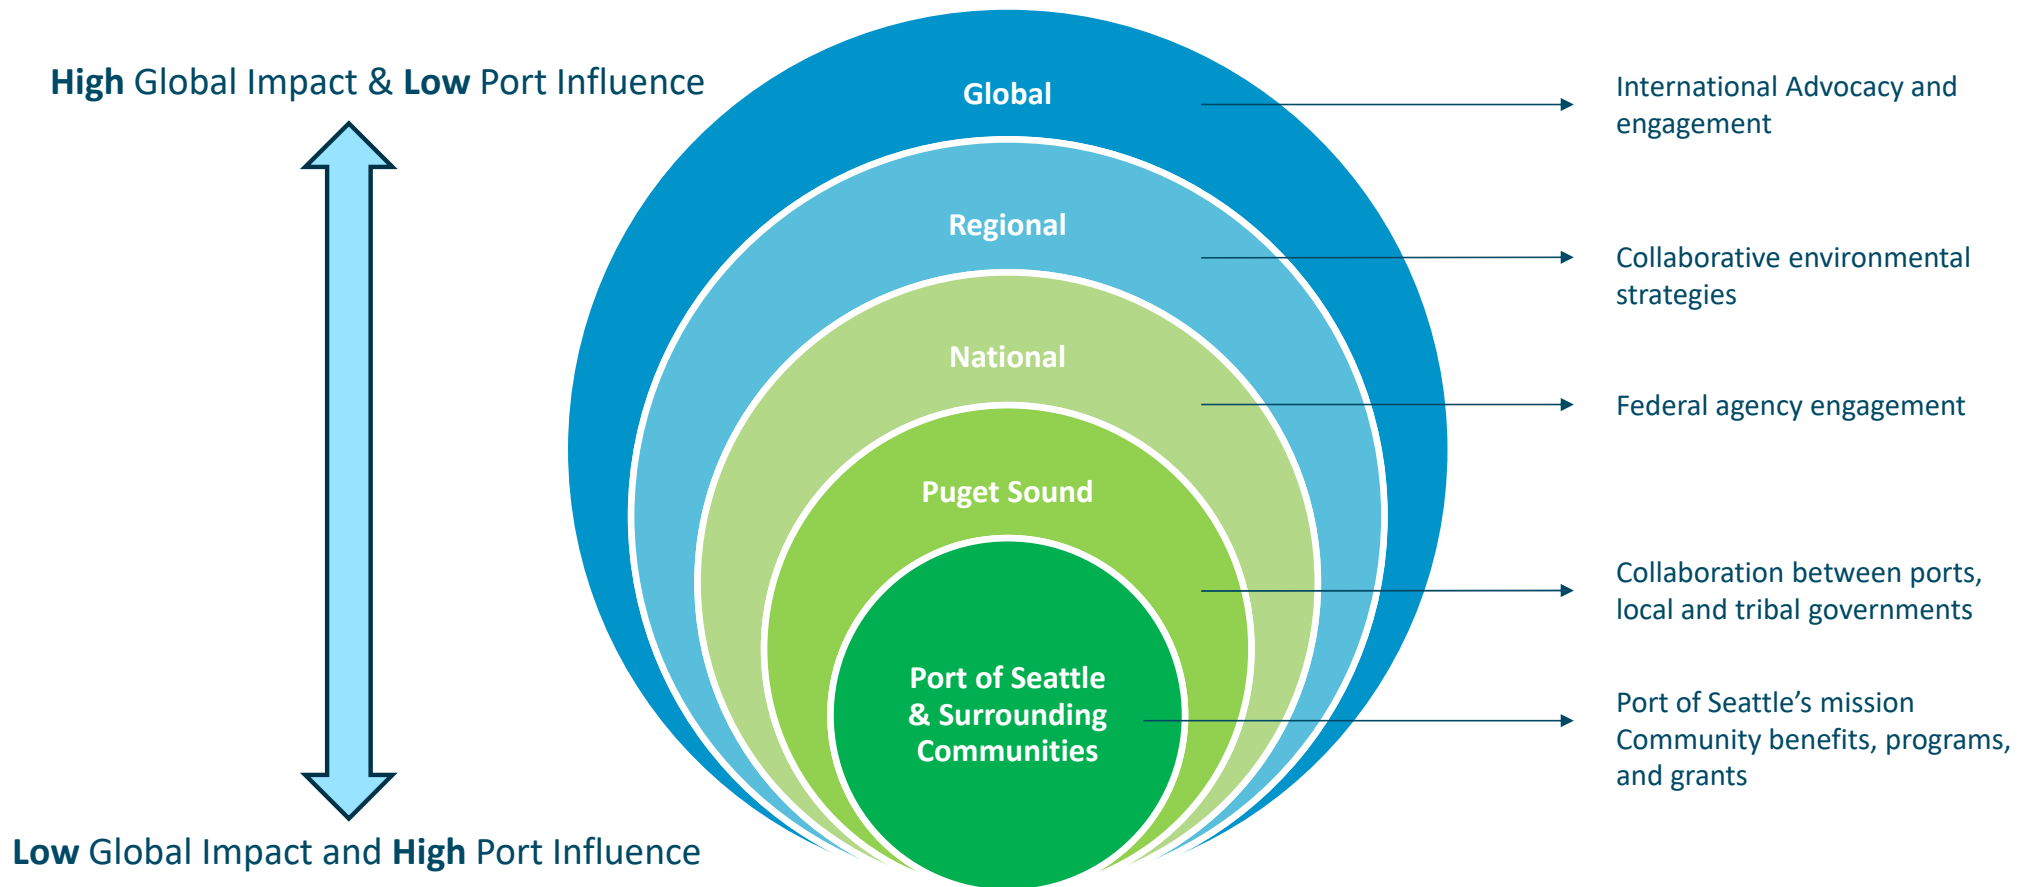 High Global Impact & Low Port Influence
Low Global Impact and High Port Influence
Global
Regional
National
Puget Sound
Port of Seattle
& Surrounding
Communities
International Advocacy and
engagement
Collaborative environmental
strategies
Federal agency engagement
Collaboration between ports,
local and tribal governments
Port of Seattle’s mission
Community benefits, programs,
and grants